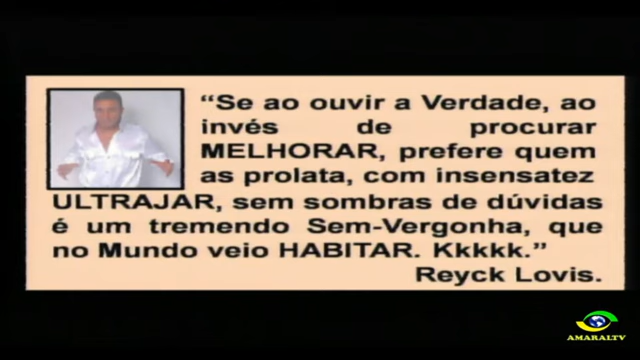 “Se ao ouvir a Verdade, ao
invés de procurar
MELHORAR, prefere quem
as prolata, com insensatez
ULTRAJAR, sem sombras de dúvidas
é um tremendo Sem-Vergonha, que
no Mundo veio HABITAR. Kkkkk.”
Reyck Lovis.
AMARALTV